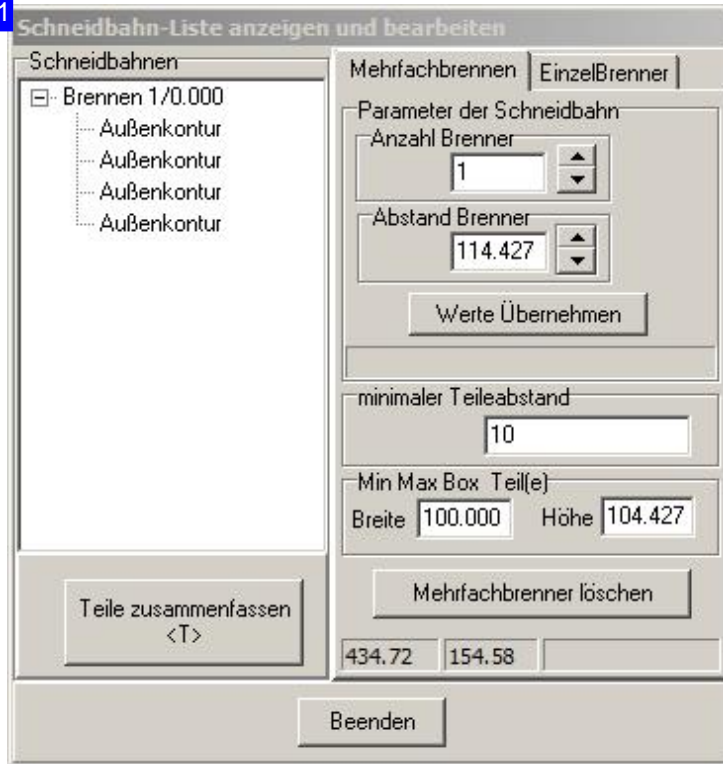 1
Schneidbahn-Liste anzeigen und bearbeiten
Schneidbahnen
Brennen 1/0.000
Außenkontur
Außenkontur
Außenkontur
Außenkontur
Teile zusammenfassen
<T>
Mehrfachbrennen EinzelBrenner
Parameter der Schneidbahn
Anzahl Brenner
1
Abstand Brenner
114.427
Werte Übernehmen
minimaler Teileabstand
10
Min Max Box Teil(e)
Breite 100.000 Höhe 104.427
Mehrfachbrenner löschen
434.72 154.58
Beenden